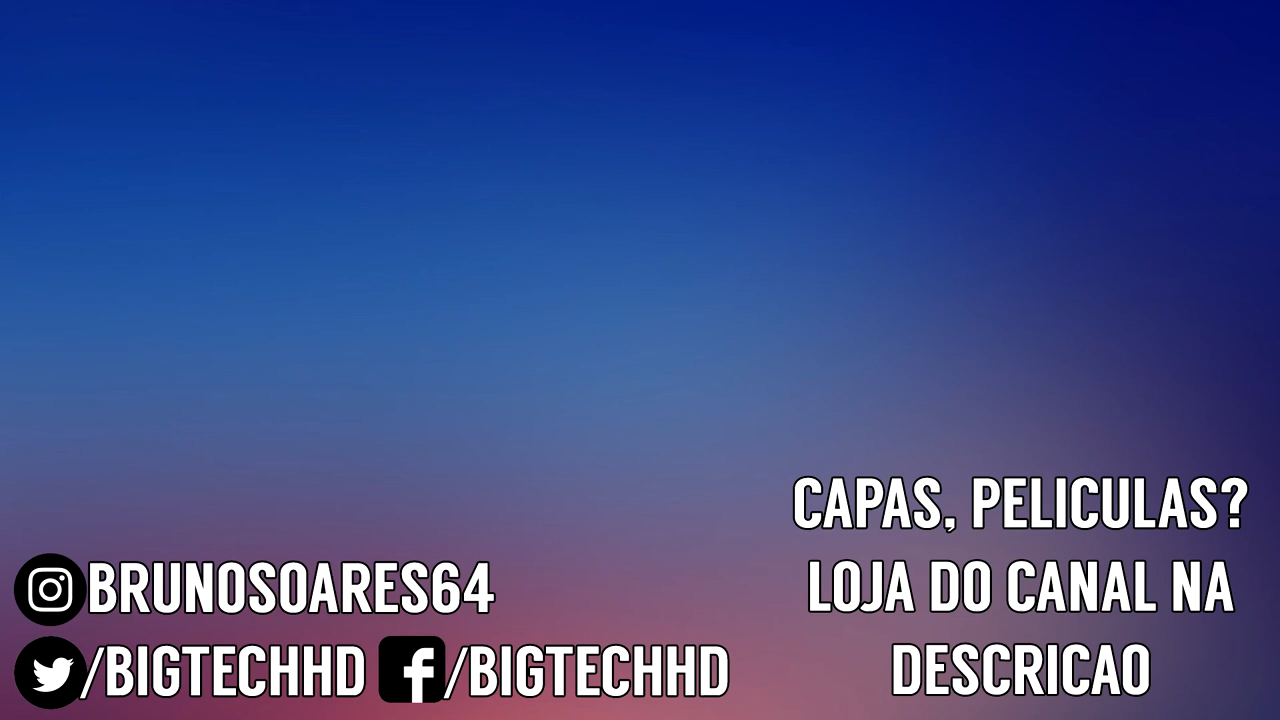 CAPAS, PELICULAS?
LOJA DO CANAL NA
DESCRICAO
BRUNOSOARES64
/BIGTECHHD /BIGTECHHD